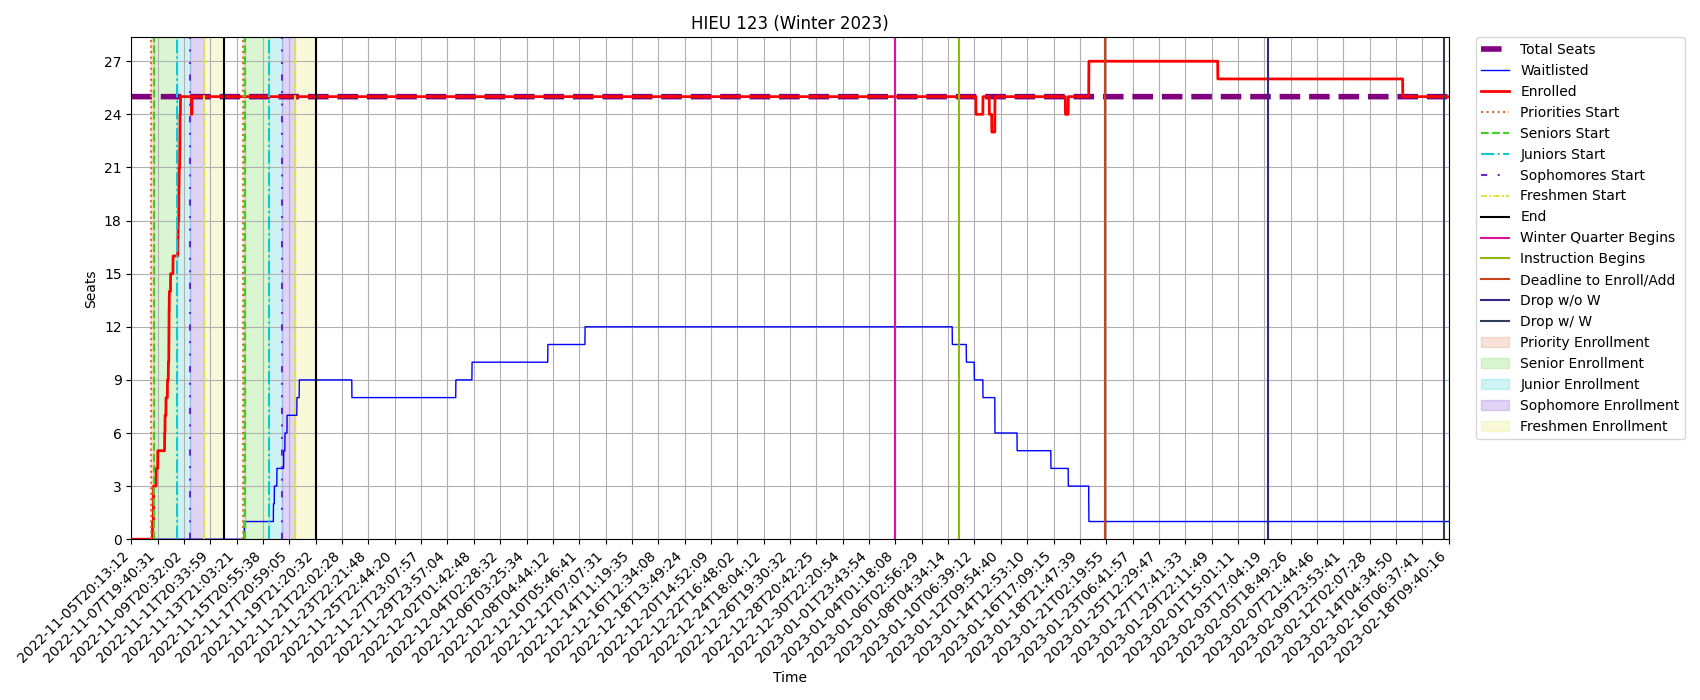 HIEU 123 (Winter 2023)
27
24
21
18
15
12
9
6
3
0
Seats
2022-11-05T20:13:12
2022-11-07T19:40:31
2022-11-09T20:32:02
2022-11-11T20:33:59
2022-11-13T21:03:21
2022-11-15T20:55:38
2022-11-17T20:59:05
2022-11-19T21:20:32
2022-11-21T22:02:28
2022-11-23T22:21:48
2022-11-25T22:44:20
2022-11-27T23:07:57
2022-11-29T23:57:04
2022-12-02T01:42:48
2022-12-04T02:28:32
2022-12-06T03:25:34
2022-12-08T04:44:12
2022-12-10T05:46:41
2022-12-12T07:07:31
2022-12-14T11:19:35
2022-12-16T12:34:08
2022-12-18T13:49:24
2022-12-20T14:52:09
2022-12-22T16:48:02
2022-12-24T18:04:12
2022-12-26T19:30:32
2022-12-28T20:42:25
2022-12-30T22:20:54
2023-01-01T23:43:54
2023-01-04T01:18:08
2023-01-06T02:56:29
2023-01-08T04:34:14
2023-01-10T06:39:12
2023-01-12T09:54:40
2023-01-14T12:53:10
2023-01-16T17:09:15
2023-01-18T21:47:39
2023-01-21T02:19:55
2023-01-23T06:41:57
2023-01-25T12:29:47
2023-01-27T17:41:33
2023-01-29T22:11:49
2023-02-01T15:01:11
2023-02-03T17:04:19
2023-02-05T18:49:26
2023-02-07T21:44:46
2023-02-09T23:53:41
2023-02-12T02:07:28
2023-02-14T04:34:50
2023-02-16T06:37:41
2023-02-18T09:40:16
Time
Total Seats
Waitlisted
Enrolled
Priorities Start
Seniors Start
Juniors Start
Sophomores Start
Freshmen Start
End
Winter Quarter Begins
Instruction Begins
Deadline to Enroll/Add
Drop w/o W
Drop w/ W
Priority Enrollment
Senior Enrollment
Junior Enrollment
Sophomore Enrollment
Freshmen Enrollment